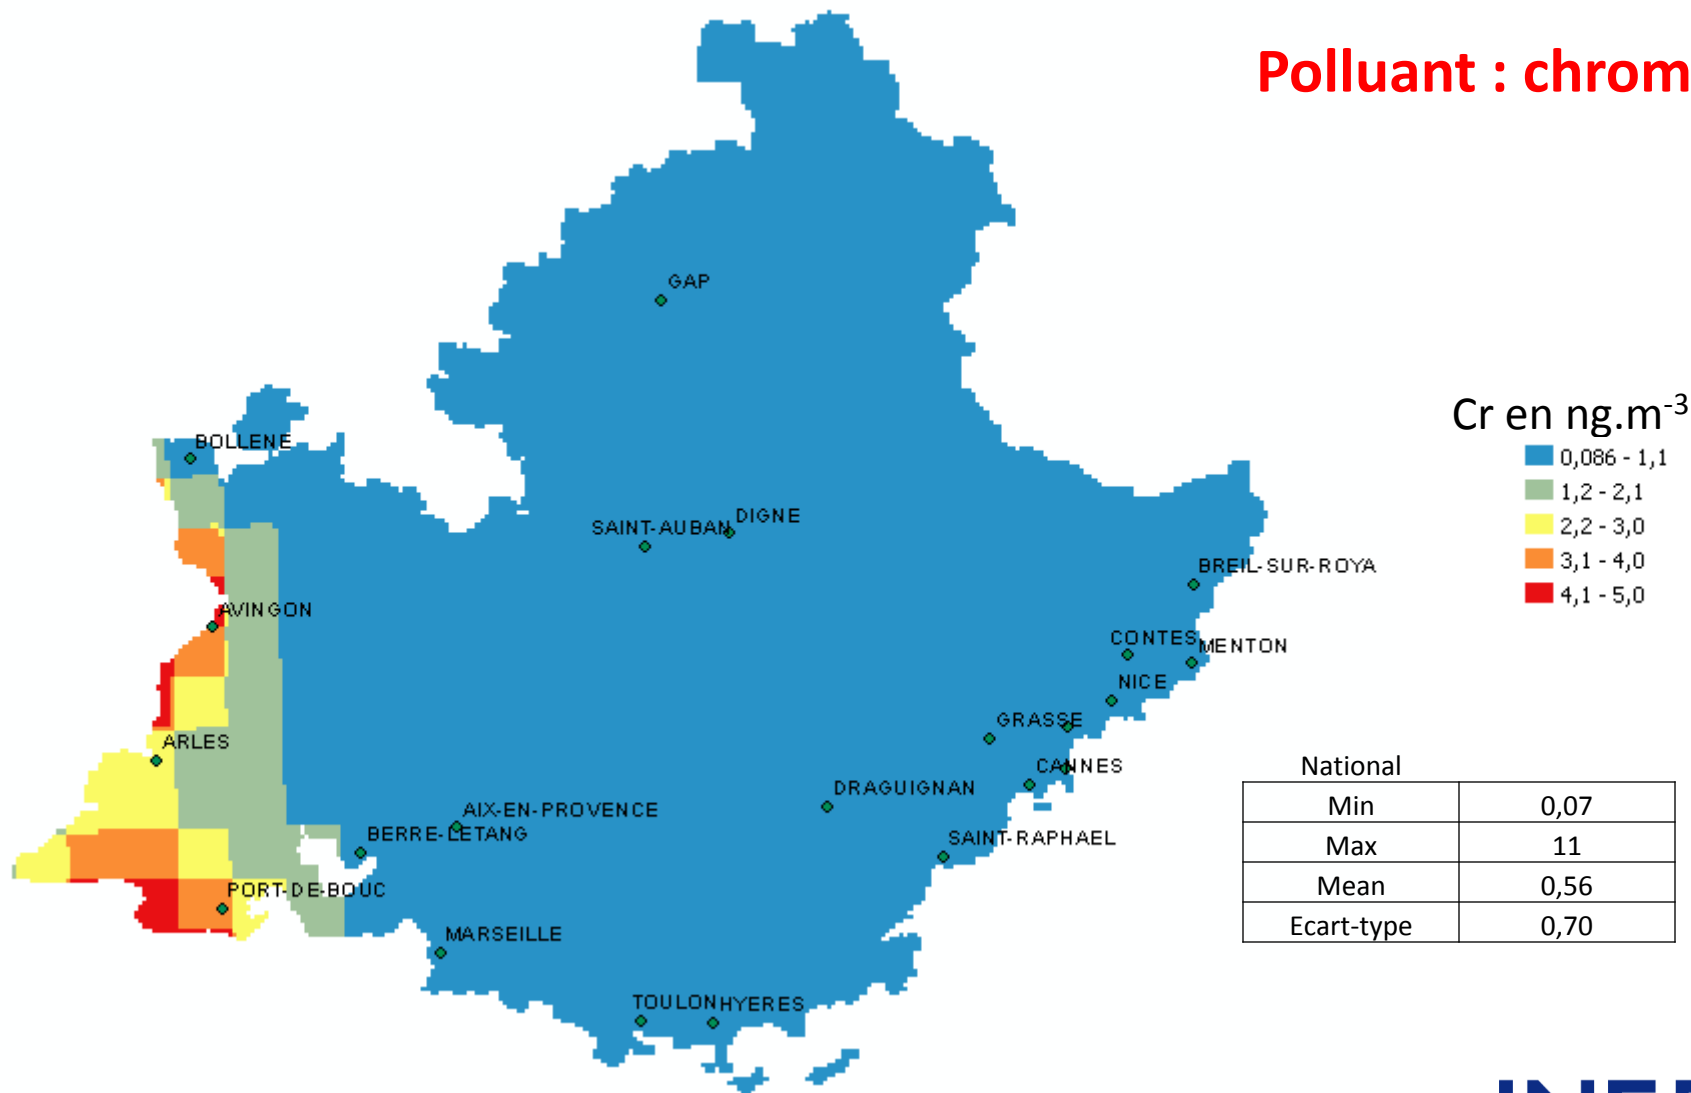 Polluant : chrom
GAP
Cr en ng.m-3
BOLLENE
0,086 - 1,1
1,2 - 2,1
2,2 - 3,0
3,1 - 4,0
4,1 - 5,0
SAINT-AUBAN
DIGNE
BREIL-SUR-ROYA
AVINGON
CONTES
MENTON
NICE
GRASSE
ARLES
CANNES
DRAGUIGNAN
AIX-EN-PROVENCE
BERRE-LETANG
SAINT-RAPHAEL
PORT-DE-BOUC
MARSEILLE
TOULON
HYERES
National
Min 0,07
Max 11
Mean 0,56
Ecart-type 0,70